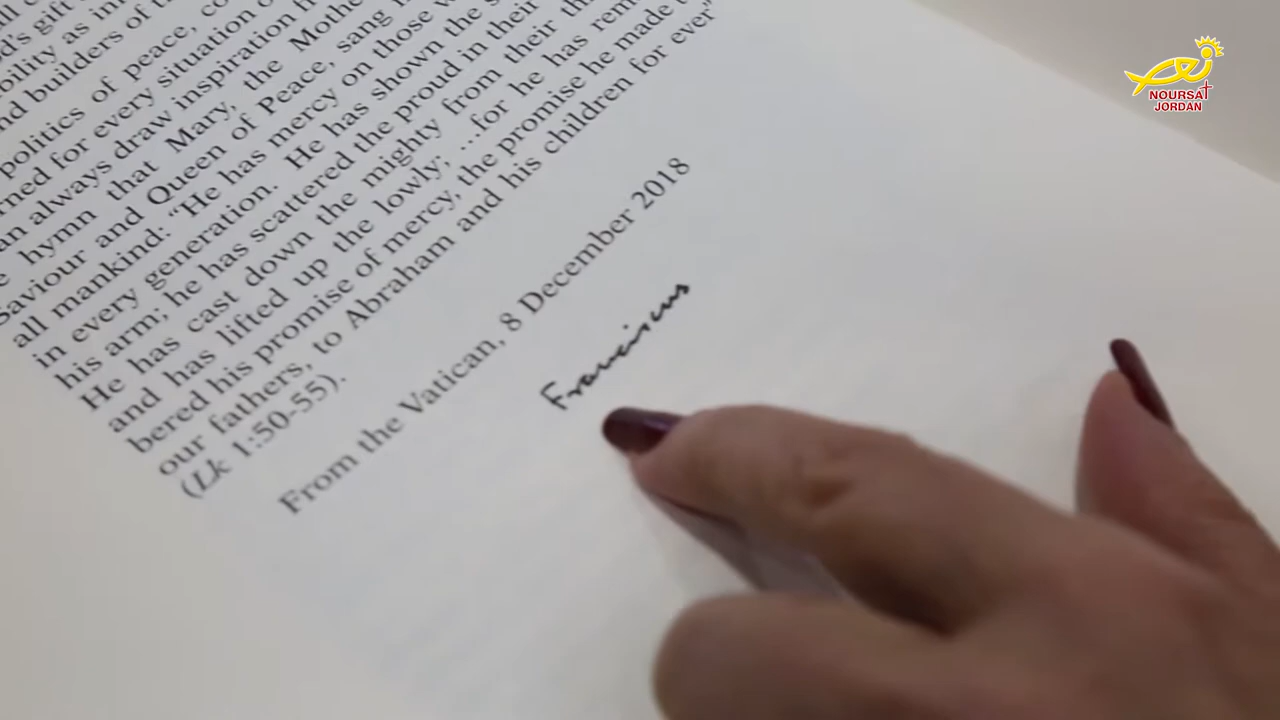 d's gift
bility as
nd builders of
politics of peace,
rned for every situation
an always draw inspiration
hymn that Mary, the Mothe
Saviour and Queen of Peace, sang
all mankind: "He has mercy on those
in every generation. He has shown the s
his arm; he has scattered the proud in their
He has cast down the mighty from their th
and has lifted up the lowly; ...for he has rem
bered his promise of mercy, the promise he made
our fathers, to Abraham and his children for ever"
(Lk 1:50-55).
From the Vatican, 8 December 2018
Franciscus
NOURSAT
JORDAN